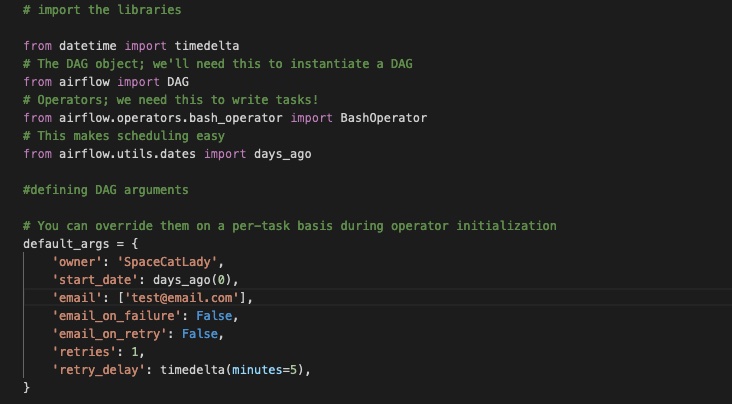 # import the libraries
from datetime import timedelta
# The DAG object; we'll need this to instantiate a DAG
from airflow import DAG
# Operators; we need this to write tasks!
from airflow.operators.bash_operator import BashOperator
# This makes scheduling easy
from airflow.utils.dates import days_ago
#defining DAG arguments
# You can override them on a per-task basis during operator initialization
default_args = {
    'owner': 'SpaceCatLady',
    'start_date': days_ago(0),
    'email': ['test@email.com'],
    'email_on_failure': False,
    'email_on_retry': False,
    'retries': 1,
    'retry_delay': timedelta(minutes=5),
}